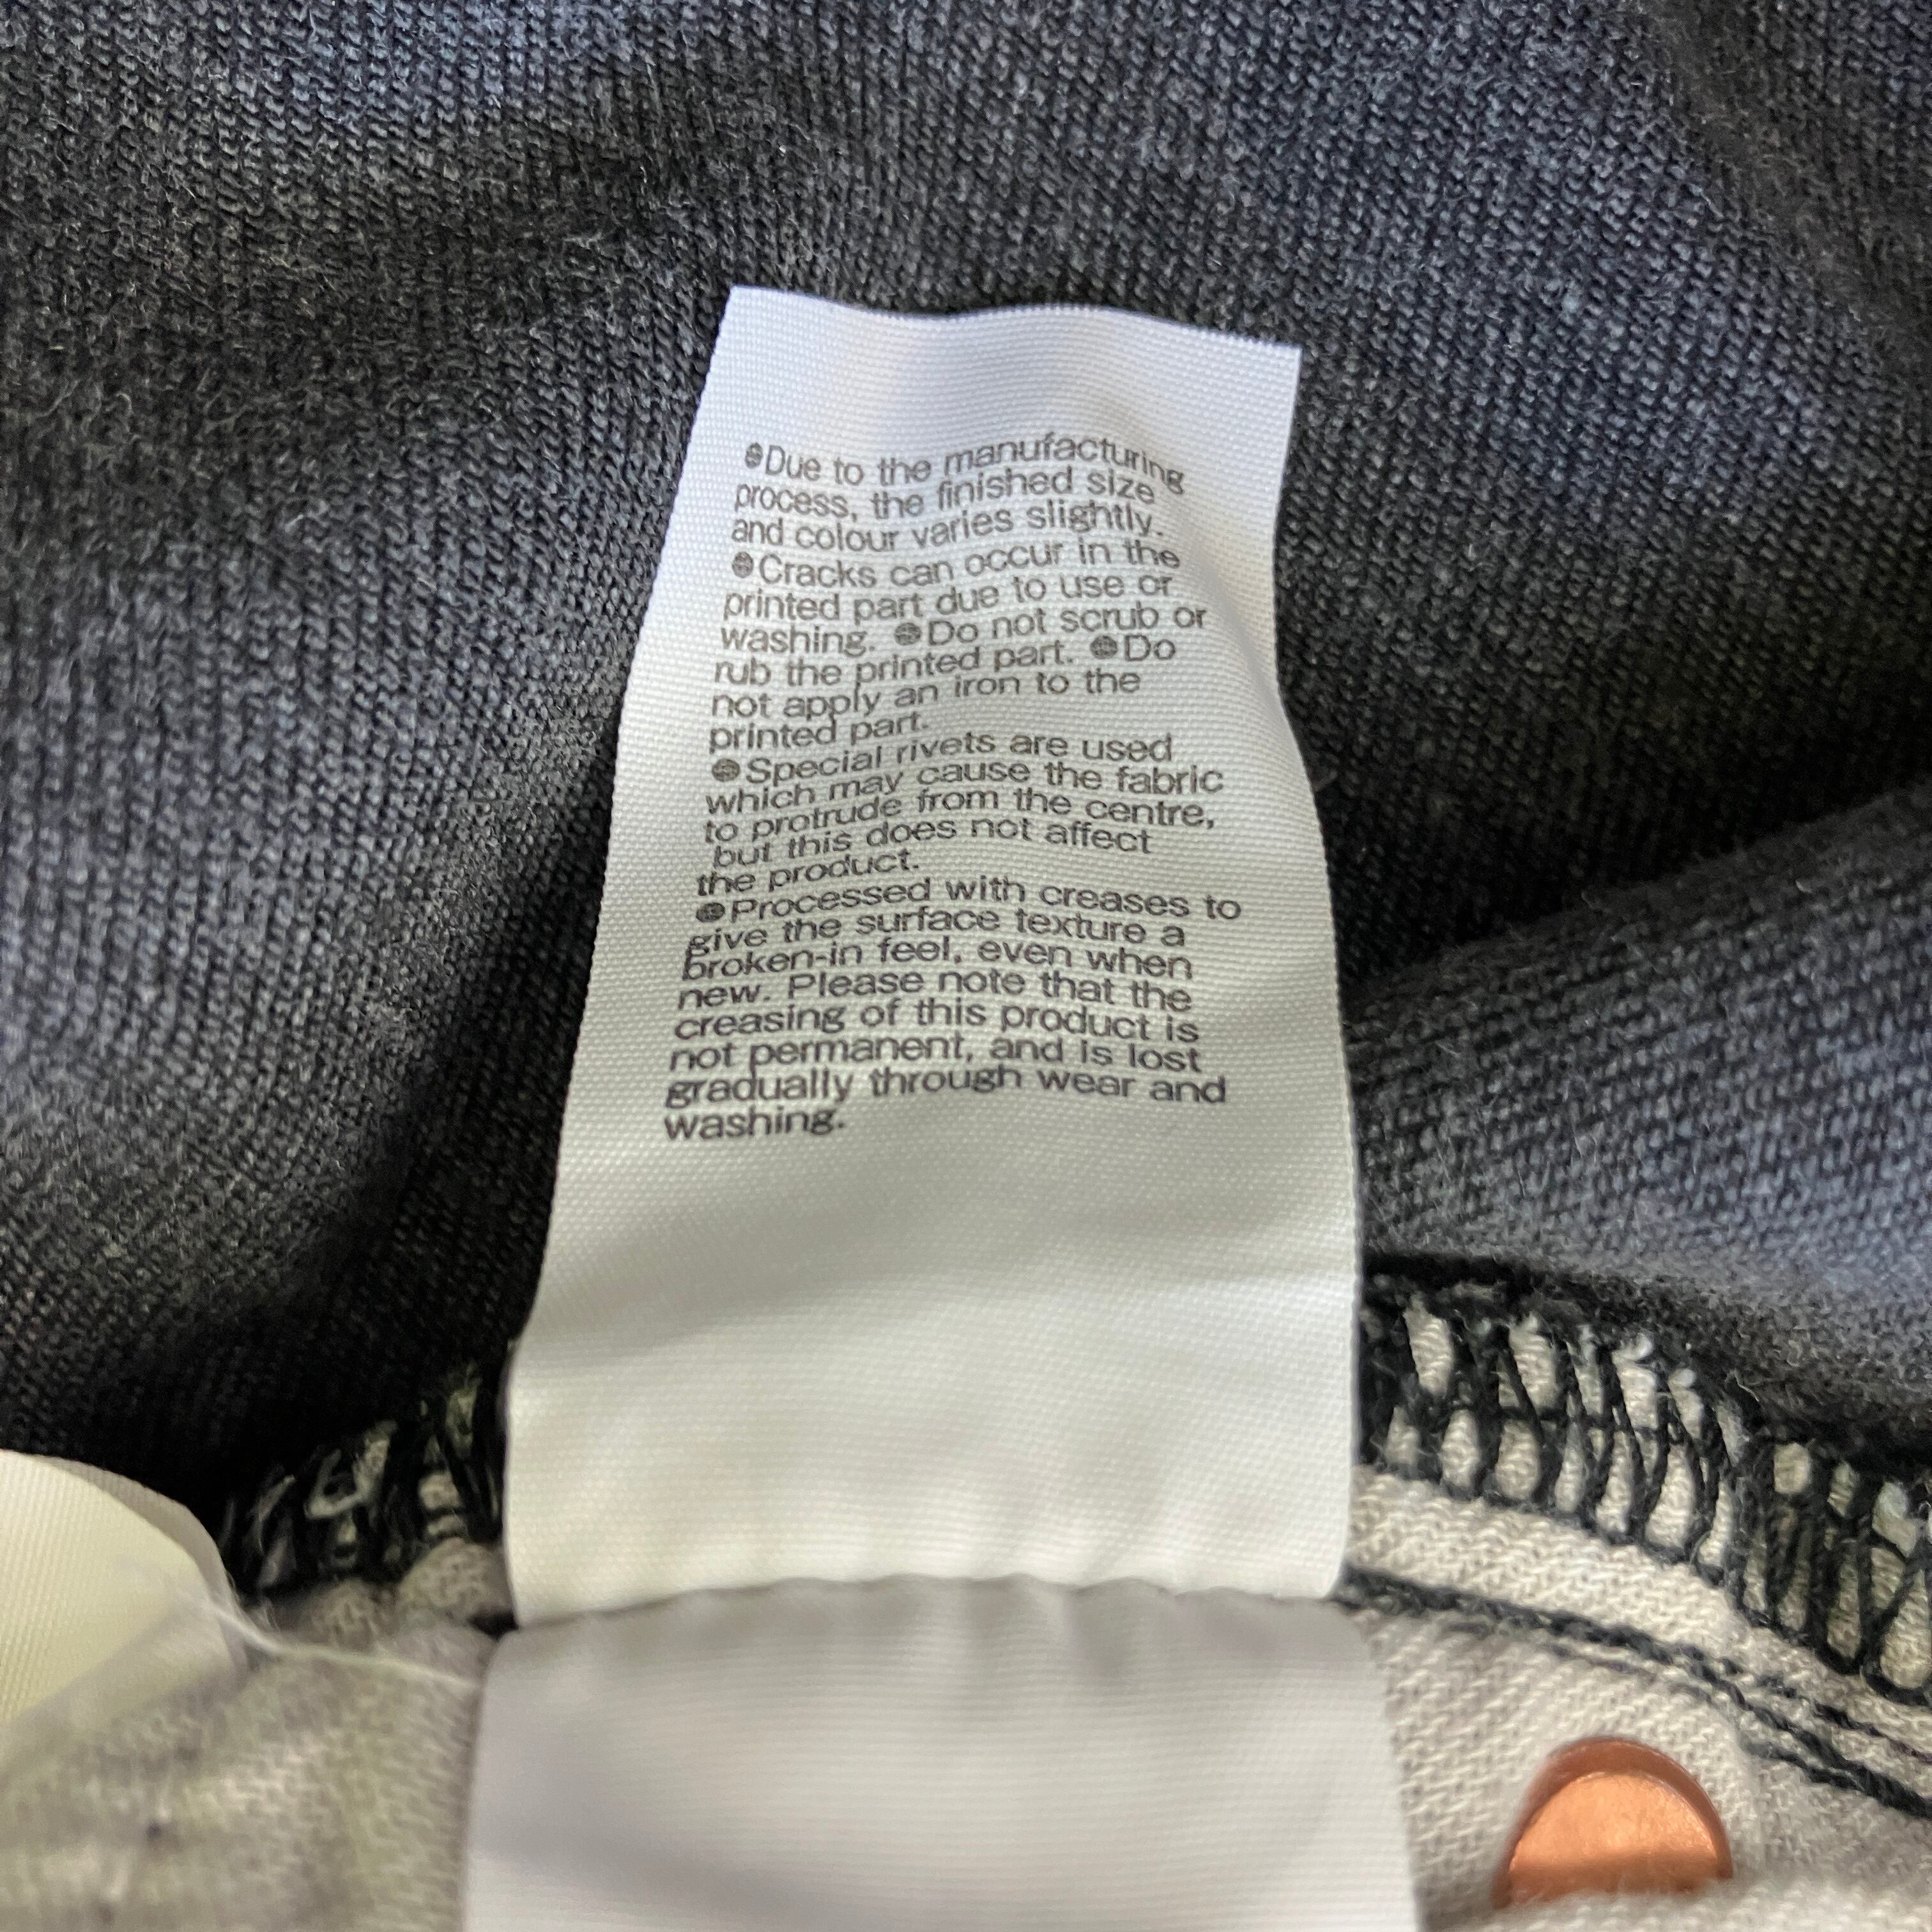 ●Due to the manufacturing
process, the finished size
and colour varies slightly.
●Cracks can occur in the
printed part due to use or
washing. ●Do not scrub or
rub the printed part. ●Do
not apply an iron to the
printed part.
●Special rivets are used
which may cause the fabric
to protrude from the centre,
but this does not affect
the product.
●Processed with creases to
give the surface texture a
broken-in feel, even when
new. Please note that the
creasing of this product is
not permanent, and is lost
gradually through wear and
washing.